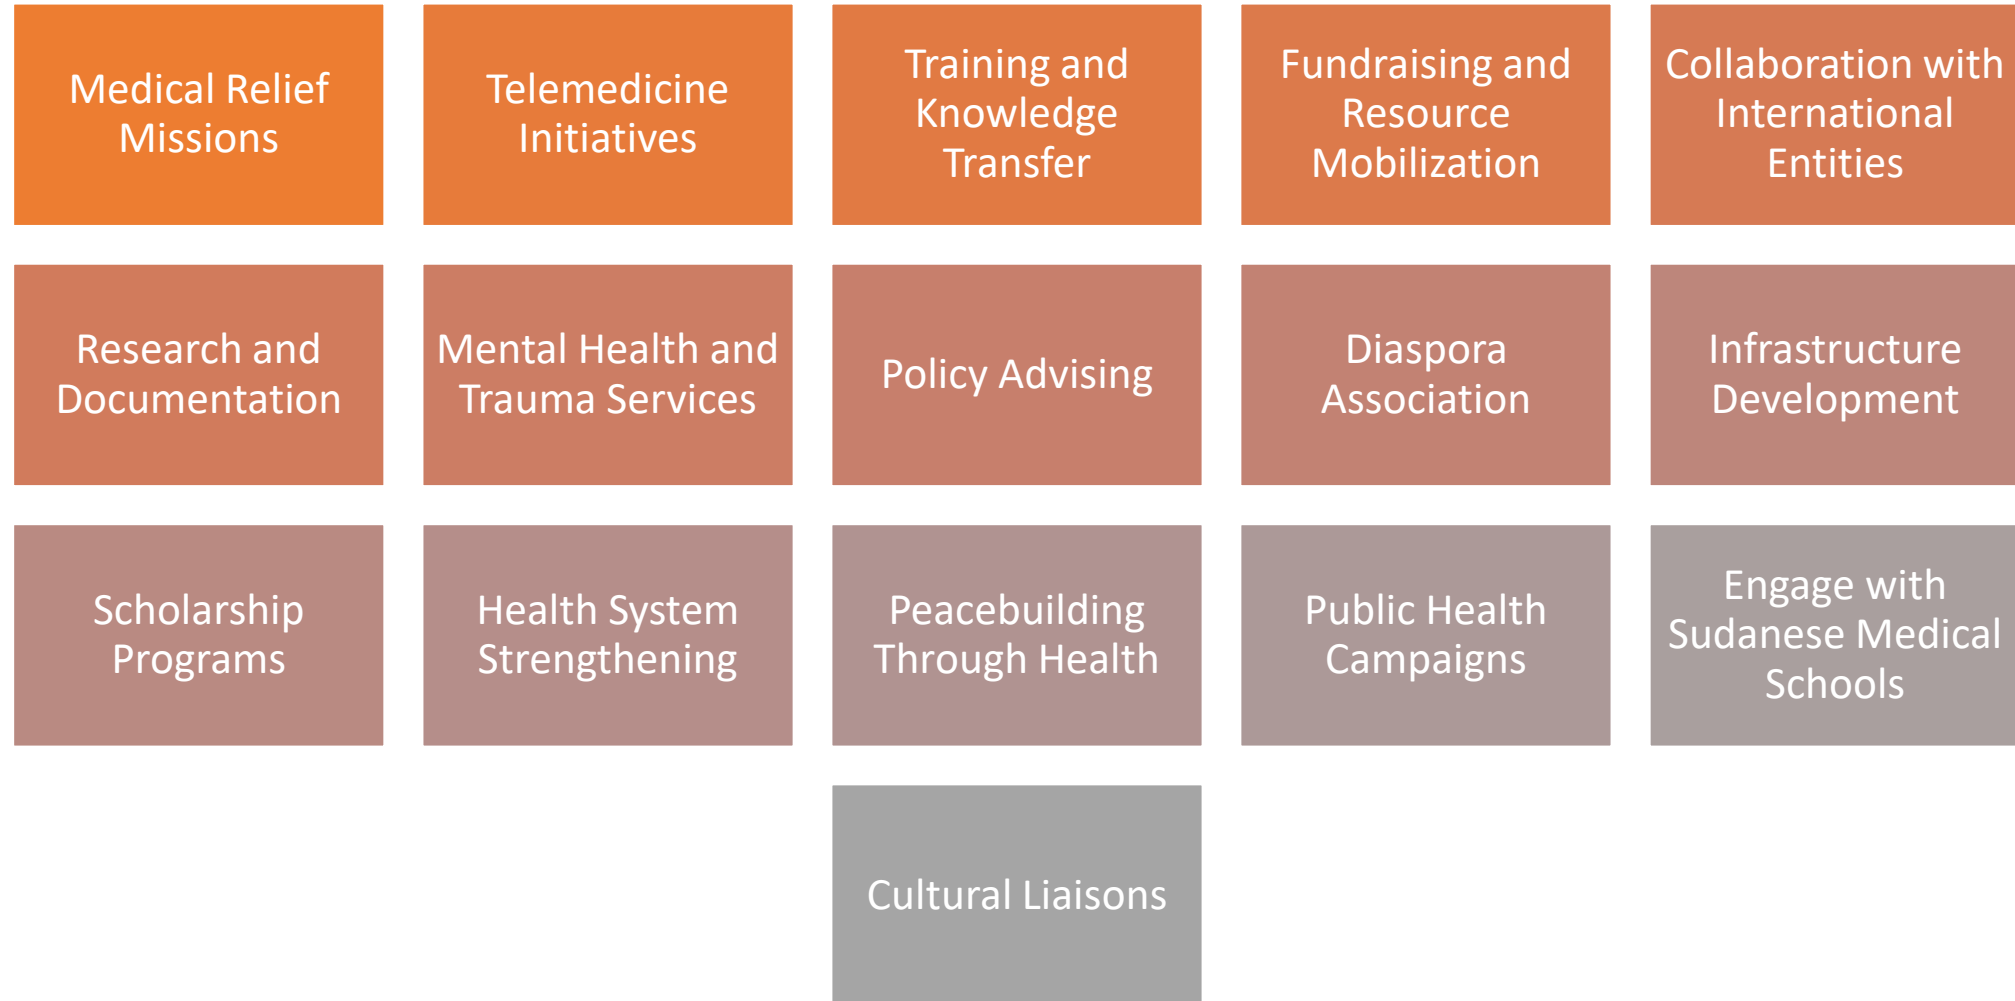 Medical Relief
Missions
Telemedicine
Initiatives
Training and
Knowledge
Transfer
Fundraising and
Resource
Mobilization
Collaboration with
International
Entities
Research and
Documentation
Mental Health and
Trauma Services
Policy Advising
Diaspora
Association
Infrastructure
Development
Scholarship
Programs
Health System
Strengthening
Peacebuilding
Through Health
Public Health
Campaigns
Engage with
Sudanese Medical
Schools
Cultural Liaisons